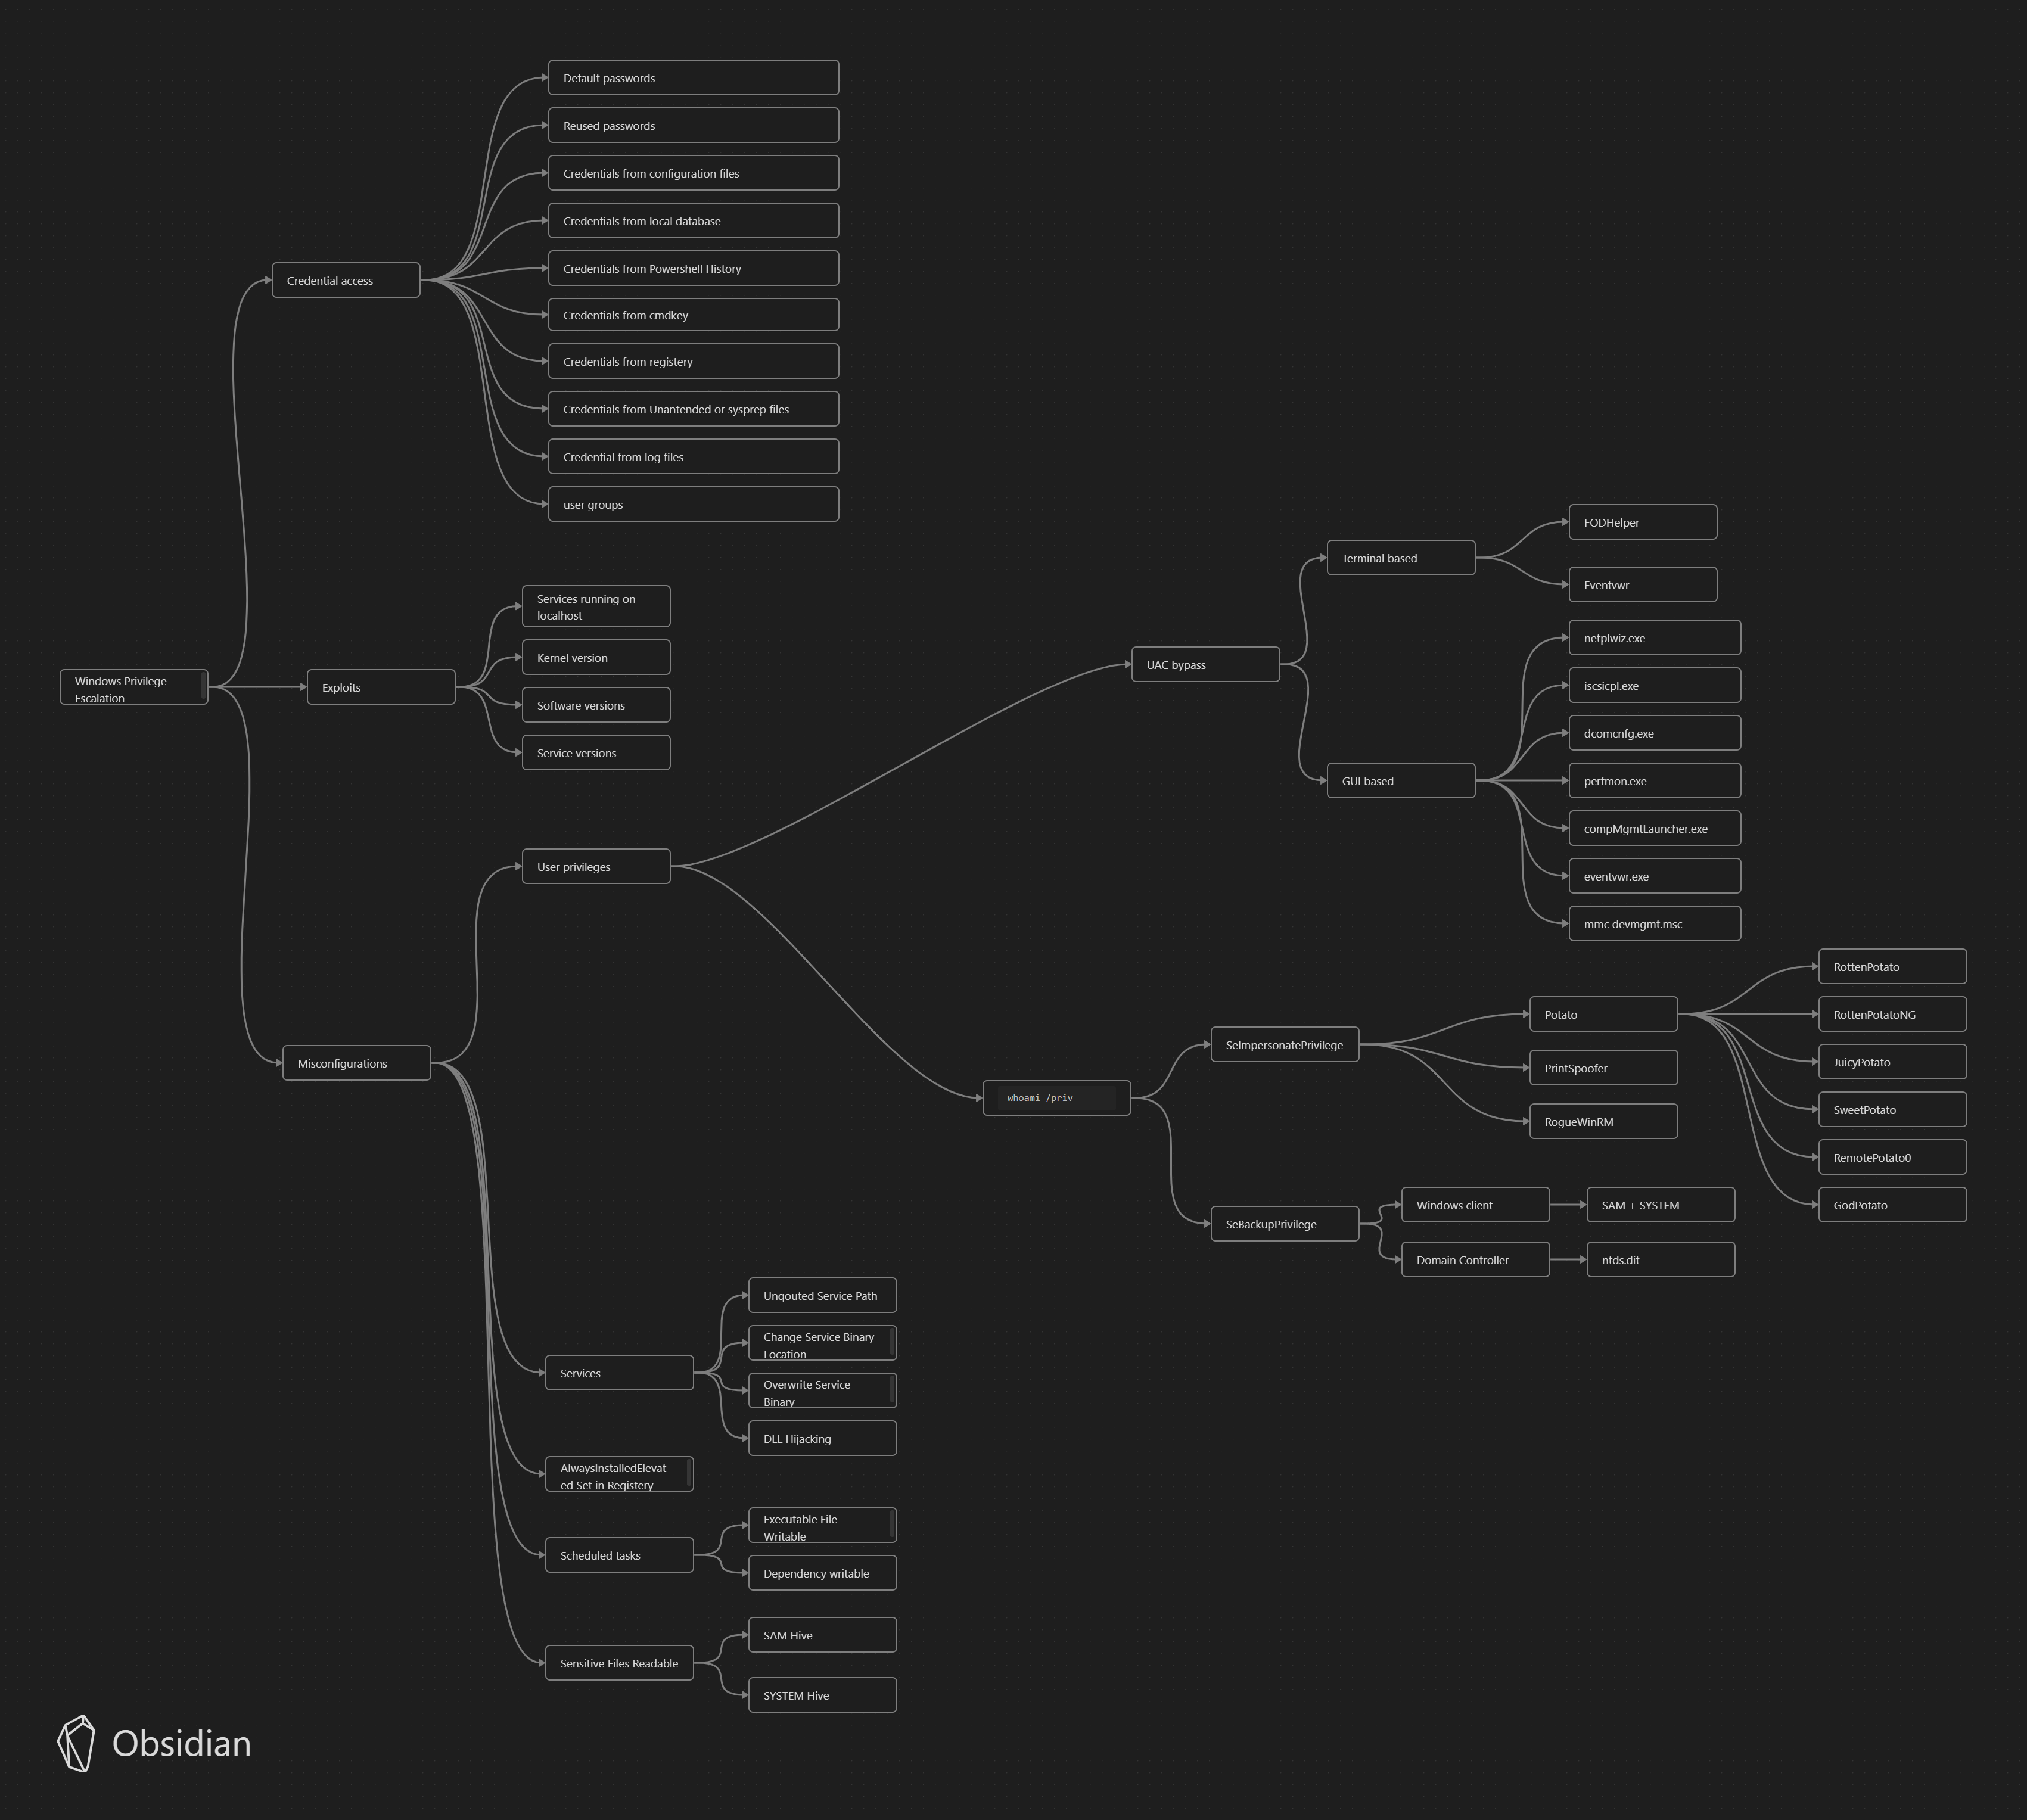 Default passwords
Reused passwords
Credentials from configuration files
Credentials from local database
Credentials from Powershell History
Credentials from cmdkey
Credentials from registery
Credentials from Unantended or sysprep files
Credential from log files
user groups
Credential access
Windows Privilege
Escalation
Exploits
Services running on
localhost
Kernel version
Software versions
Service versions
Misconfigurations
User privileges
UAC bypass
Terminal based
FODHelper
Eventvwr
GUI based
netplwiz.exe
iscsicpl.exe
dcomcnfg.exe
perfmon.exe
compMgmtLauncher.exe
eventvwr.exe
mmc devmgmt.msc
whoami /priv
SeImpersonatePrivilege
Potato
PrintSpoofer
RogueWinRM
RottenPotato
RottenPotatoNG
JuicyPotato
SweetPotato
RemotePotato0
GodPotato
SeBackupPrivilege
Windows client
SAM + SYSTEM
Domain Controller
ntds.dit
Services
Unqouted Service Path
Change Service Binary
Location
Overwrite Service
Binary
DLL Hijacking
AlwaysInstalledElevat
ed Set in Registery
Scheduled tasks
Executable File
Writable
Dependency writable
Sensitive Files Readable
SAM Hive
SYSTEM Hive
Obsidian